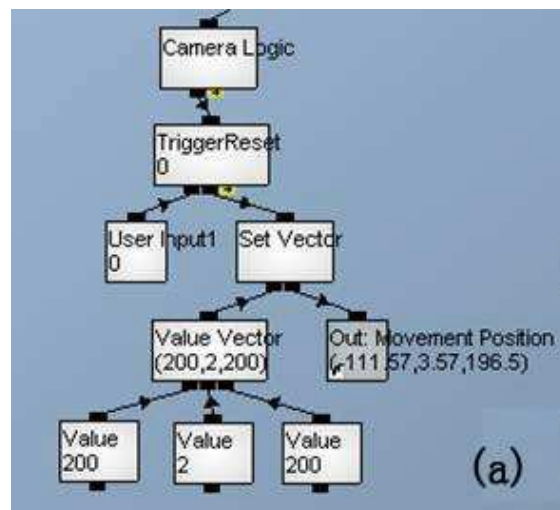 Camera Logic
TriggerReset
0
User Input1
0
Set Vector
Value Vector
(200,2,200)
Out: Movement Position
(-111.57,3.57,196.5)
Value
200
Value
2
Value
200
(a)